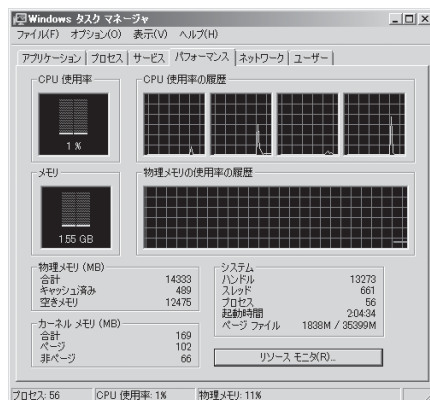 Windows タスク マネージャ
ファイル(F) オプション(O) 表示(V) ヘルプ(H)
アプリケーション プロセス サービス パフォーマンス ネットワーク ユーザー
CPU 使用率
CPU 使用率の履歴
1 %
メモリ
物理メモリの使用率の履歴
1.55 GB
物理メモリ (MB)
合計 14333
キャッシュ済み 489
空きメモリ 12475
カーネル メモリ (MB)
合計 169
ページ 102
非ページ 66
システム
ハンドル 13273
スレッド 661
プロセス 56
起動時間 2:04:34
ページ ファイル 1838M / 35399M
リソース モニタ(R)...
プロセス: 56 CPU 使用率: 1% 物理メモリ: 11%